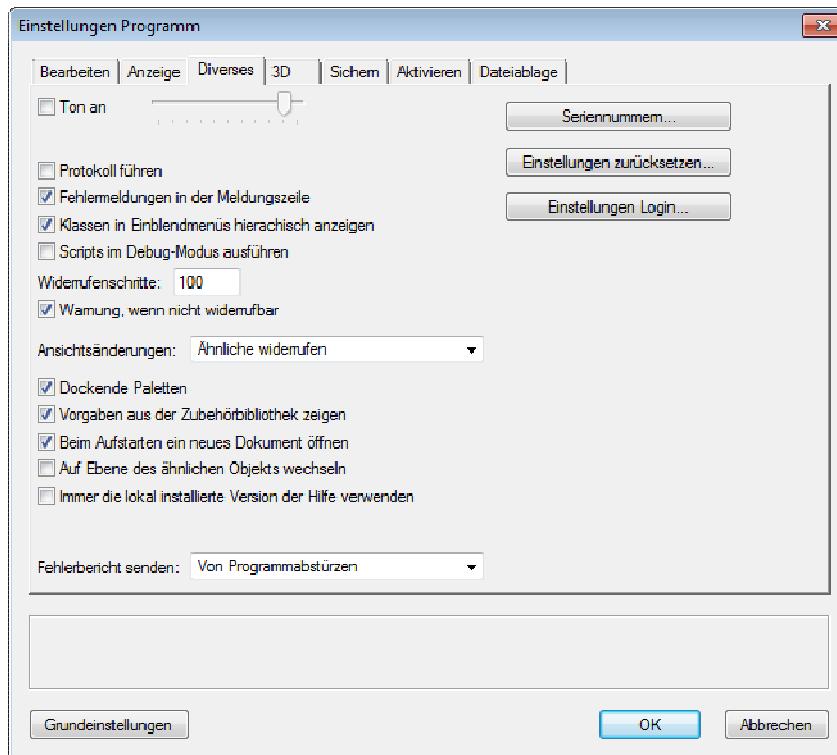 Einstellungen Programm
Bearbeiten Anzeige Diverses 3D Sichern Aktivieren Dateiablage
Ton an
Seriennummern...
Protokoll führen
Einstellungen zurücksetzen...
Fehlermeldungen in der Meldungszeile
Einstellungen Login...
Klassen in Einblendmenüs hierachisch anzeigen
Scripts im Debug-Modus ausführen
Widerrufenschritte: 100
Warnung, wenn nicht widerrufbar
Ansichtsänderungen: Ähnliche widerrufen
Dockende Paletten
Vorgaben aus der Zubehörbibliothek zeigen
Beim Aufstarten ein neues Dokument öffnen
Auf Ebene des ähnlichen Objekts wechseln
Immer die lokal installierte Version der Hilfe verwenden
Fehlerbericht senden: Von Programmabstürzen
Grundeinstellungen OK Abbrechen